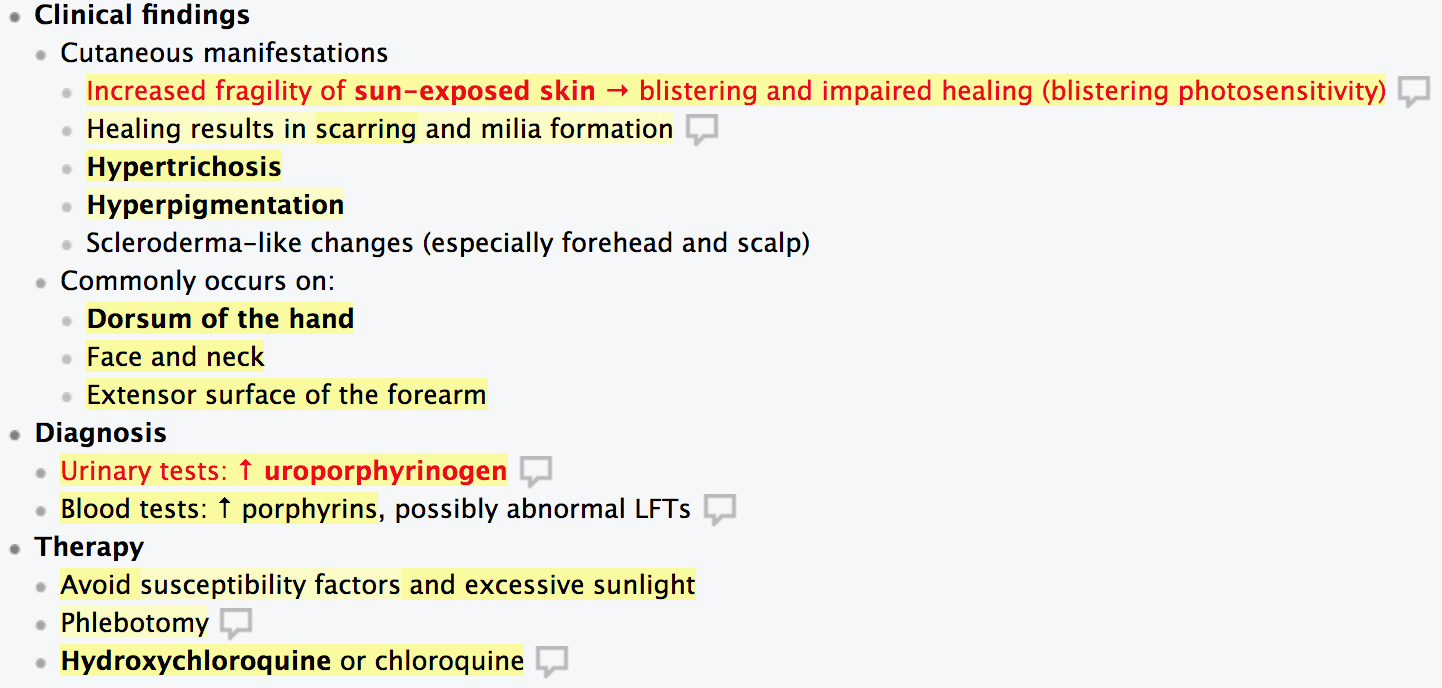 Clinical findings
Cutaneous manifestations
Increased fragility of sun-exposed skin → blistering and impaired healing (blistering photosensitivity)
Healing results in scarring and milia formation
Hypertrichosis
Hyperpigmentation
Scleroderma-like changes (especially forehead and scalp)
Commonly occurs on:
Dorsum of the hand
Face and neck
Extensor surface of the forearm
Diagnosis
Urinary tests: ↑ uroporphyrinogen
Blood tests: ↑ porphyrins, possibly abnormal LFTs
Therapy
Avoid susceptibility factors and excessive sunlight
Phlebotomy
Hydroxychloroquine or chloroquine